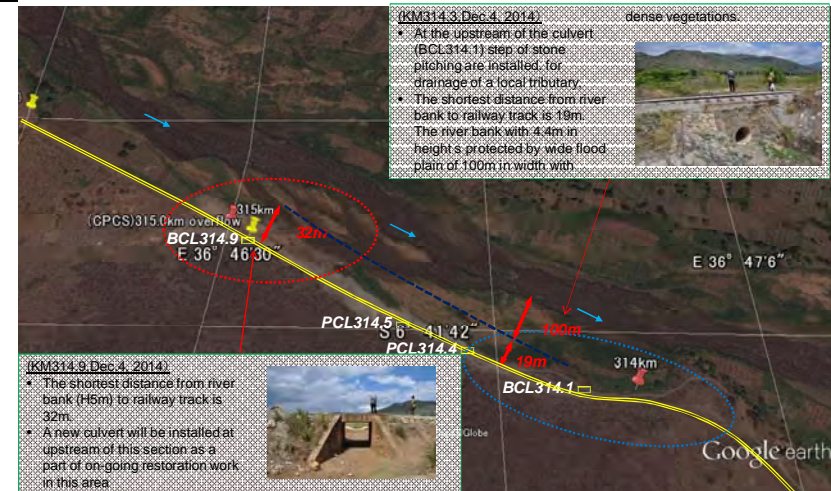 (KM314.3,Dec.4, 2014)
• At the upstream of the culvert
(BCL314.1) step of stone
pitching are installed, for
drainage of a local tributary.
• The shortest distance from river
bank to railway track is 19m.
The river bank with 4.4m in
height s protected by wide flood
plain of 100m in width with
dense vegetations.
315km
(CPCS)315.0km overflow
BCL314.9
32m
E 36° 46'30"
E 36° 47'6"
PCL314.5
S 6° 41'42"
100m
PCL314.4
19m
314km
BCL314.1
(KM314.9,Dec.4, 2014)
• The shortest distance from river
bank (H5m) to railway track is
32m.
• A new culvert will be installed at
upstream of this section as a
part of on-going restoration work
in this area
Globe
Google earth